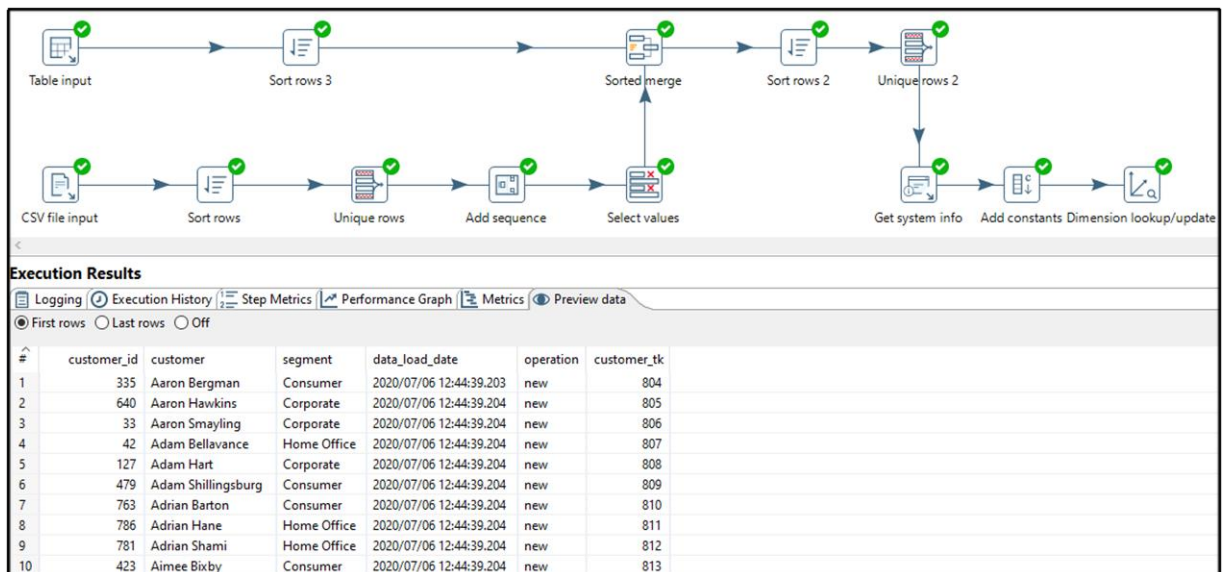 Table input Sort rows 3 Sorted merge Sort rows 2 Unique rows 2
CSV file input Sort rows Unique rows Add sequence Select values Get system info Add constants Dimension lookup/update
Execution Results
Logging Execution History Step Metrics Performance Graph Metrics Preview data
First rows Last rows Off
# customer_id customer segment data_load_date operation customer_tk
1 335 Aaron Bergman Consumer 2020/07/06 12:44:39.203 new 804
2 640 Aaron Hawkins Corporate 2020/07/06 12:44:39.204 new 805
3 33 Aaron Smayling Corporate 2020/07/06 12:44:39.204 new 806
4 42 Adam Bellavance Home Office 2020/07/06 12:44:39.204 new 807
5 127 Adam Hart Corporate 2020/07/06 12:44:39.204 new 808
6 479 Adam Shillingsburg Consumer 2020/07/06 12:44:39.204 new 809
7 763 Adrian Barton Consumer 2020/07/06 12:44:39.204 new 810
8 786 Adrian Hane Home Office 2020/07/06 12:44:39.204 new 811
9 781 Adrian Shami Home Office 2020/07/06 12:44:39.204 new 812
10 423 Aimee Bixby Consumer 2020/07/06 12:44:39.204 new 813